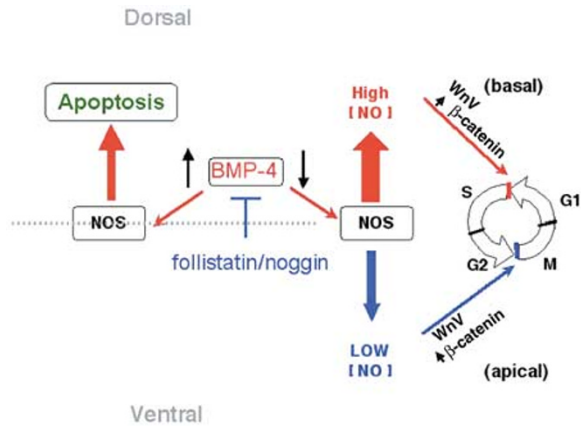 Dorsal
Apoptosis
NOS
BMP-4
follistatin/noggin
High
[ NO ]
NOS
LOW
[ NO ]
WnV
β-catenin
(basal)
S
G1
G2
M
WnV
β-catenin
(apical)
Ventral